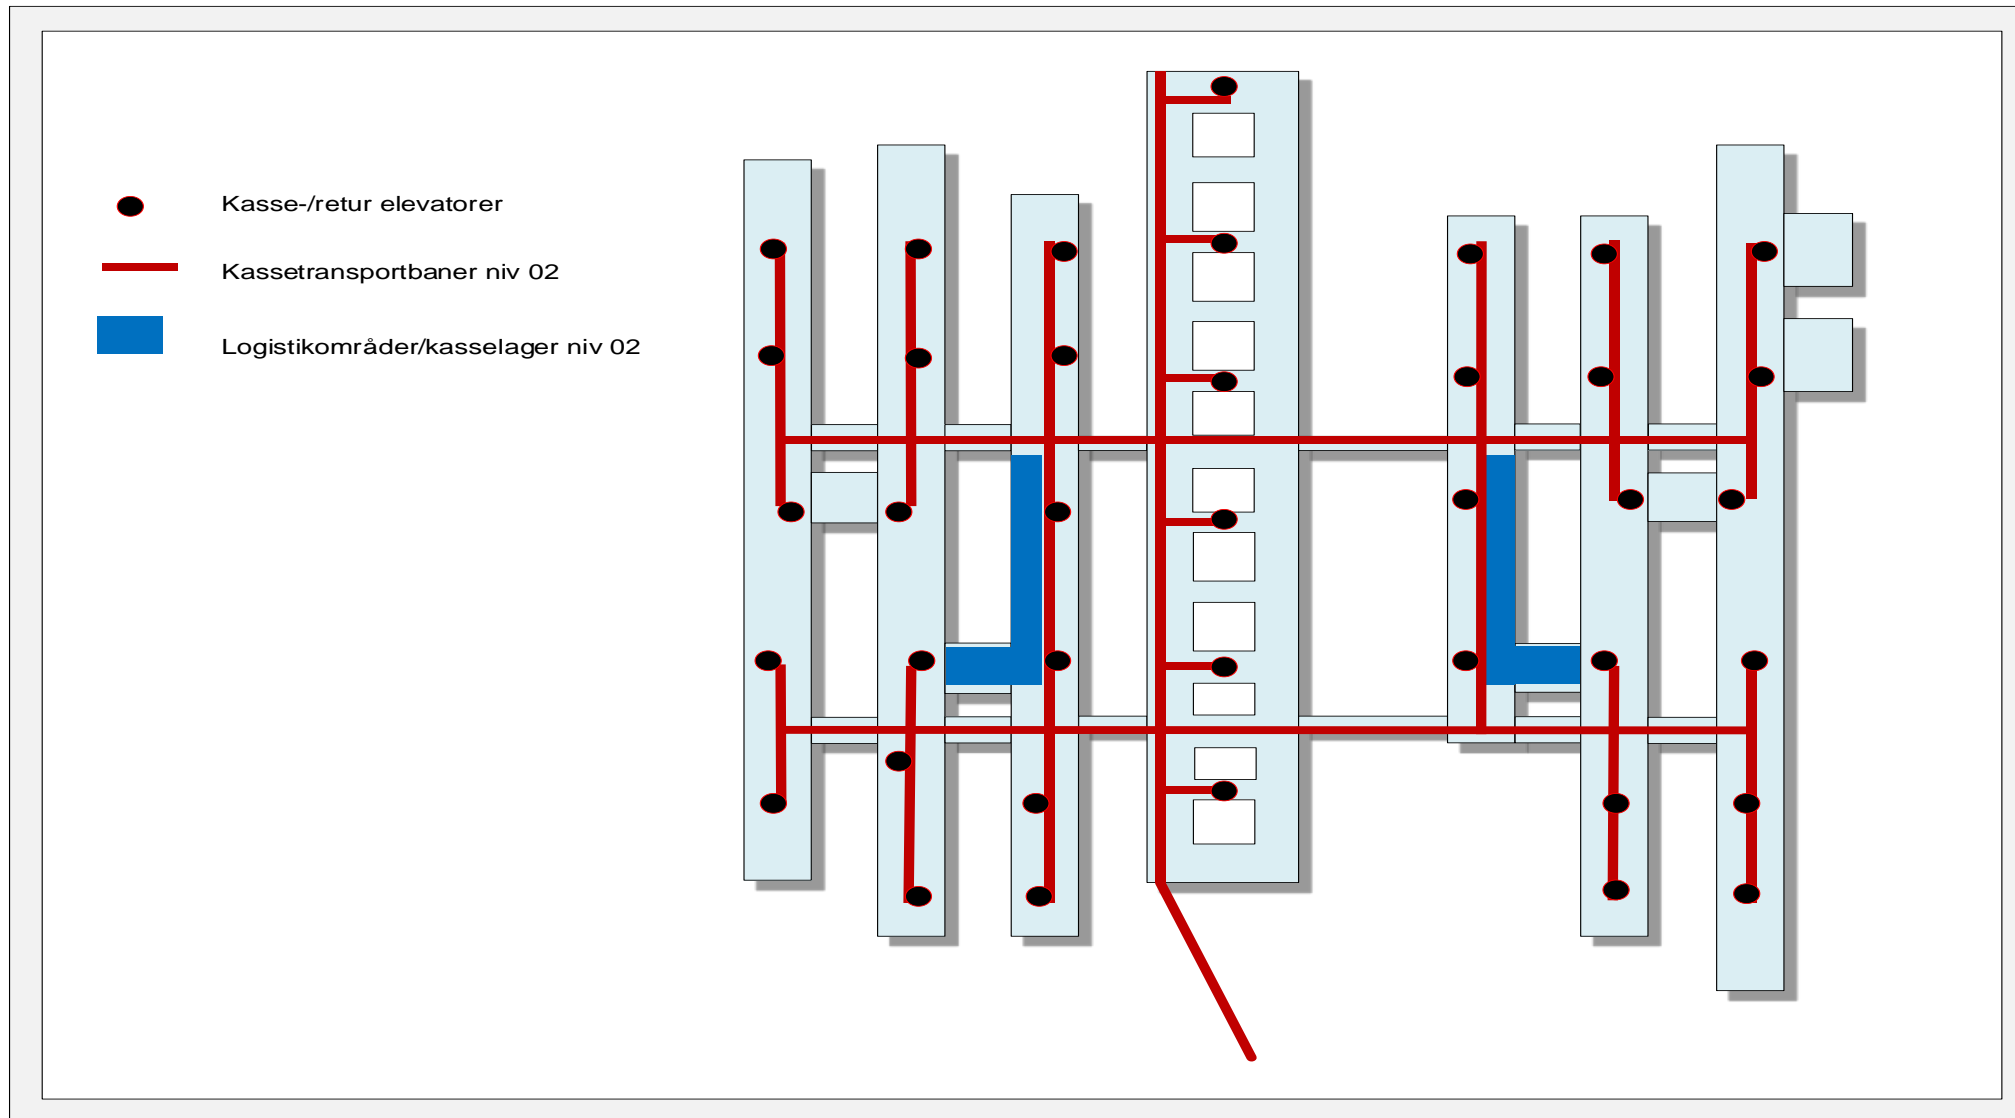 Kasse-/retur elevatorer
Kassetransportbaner niv 02
Logistikområder/kasselager niv 02